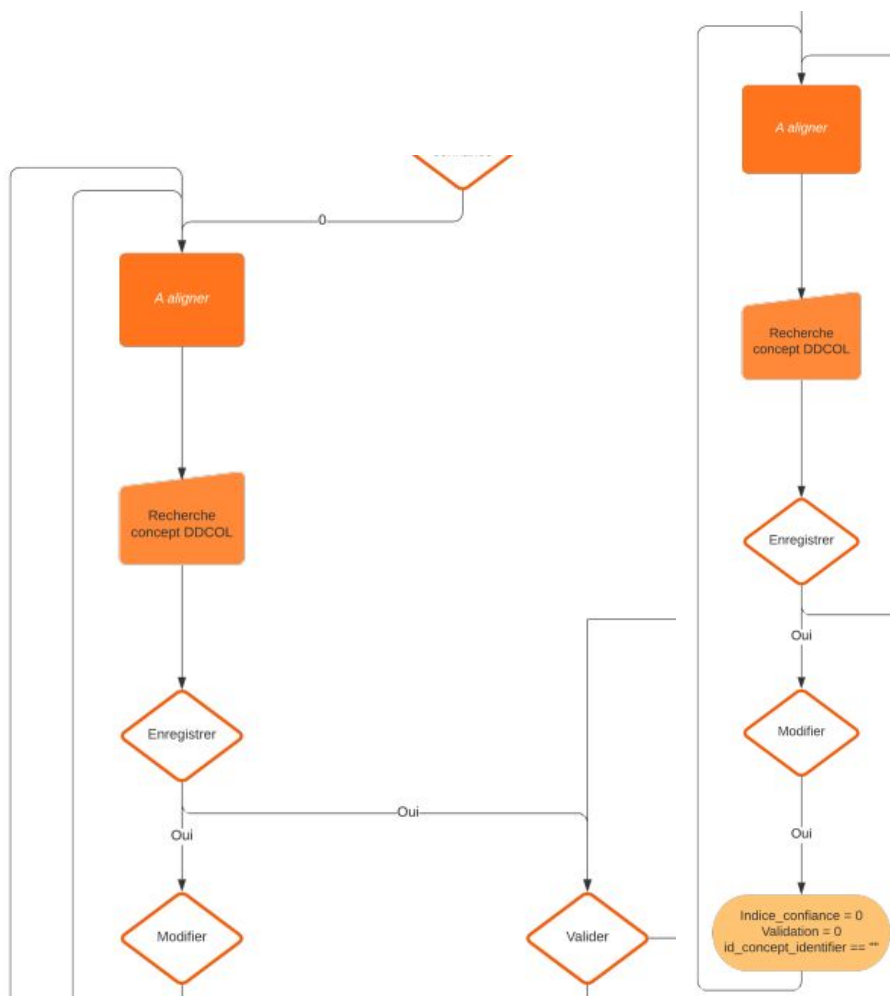 0
A aligner
Recherche
concept DDCOL
Enregistrer
Oui
Oui
Modifier
Valider
A aligner
Recherche
concept DDCOL
Enregistrer
Oui
Modifier
Oui
Indice_confiance = 0
Validation = 0
id_concept_identifier == ""